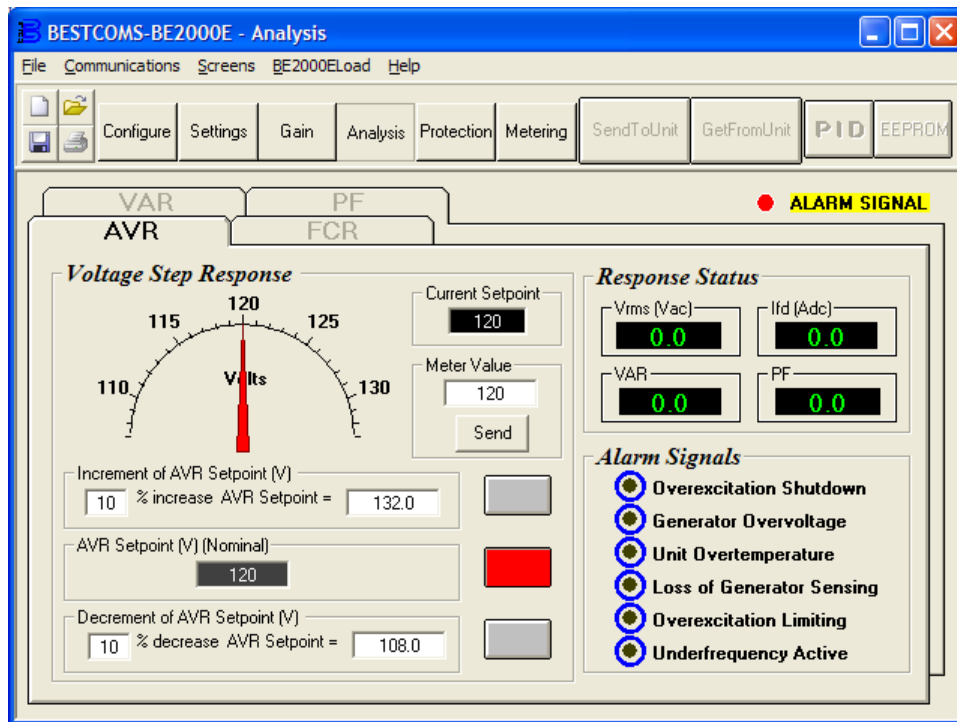 BESTCOMS-BE2000E - Analysis
File Communications Screens BE2000ELoad Help
Configure Settings Gain Analysis Protection Metering SendToUnit GetFromUnit PID EEPROM
VAR PF
ALARM SIGNAL
AVR FCR
Voltage Step Response
110 115 120 125 130
Volts
Current Setpoint
120
Meter Value
120
Send
Increment of AVR Setpoint (V)
10 % increase AVR Setpoint = 132.0
AVR Setpoint (V) (Nominal)
120
Decrement of AVR Setpoint (V)
10 % decrease AVR Setpoint = 108.0
Response Status
Vrms (Vac) Ifd (Adc)
0.0 0.0
VAR PF
0.0 0.0
Alarm Signals
Overexcitation Shutdown
Generator Overvoltage
Unit Overtemperature
Loss of Generator Sensing
Overexcitation Limiting
Underfrequency Active